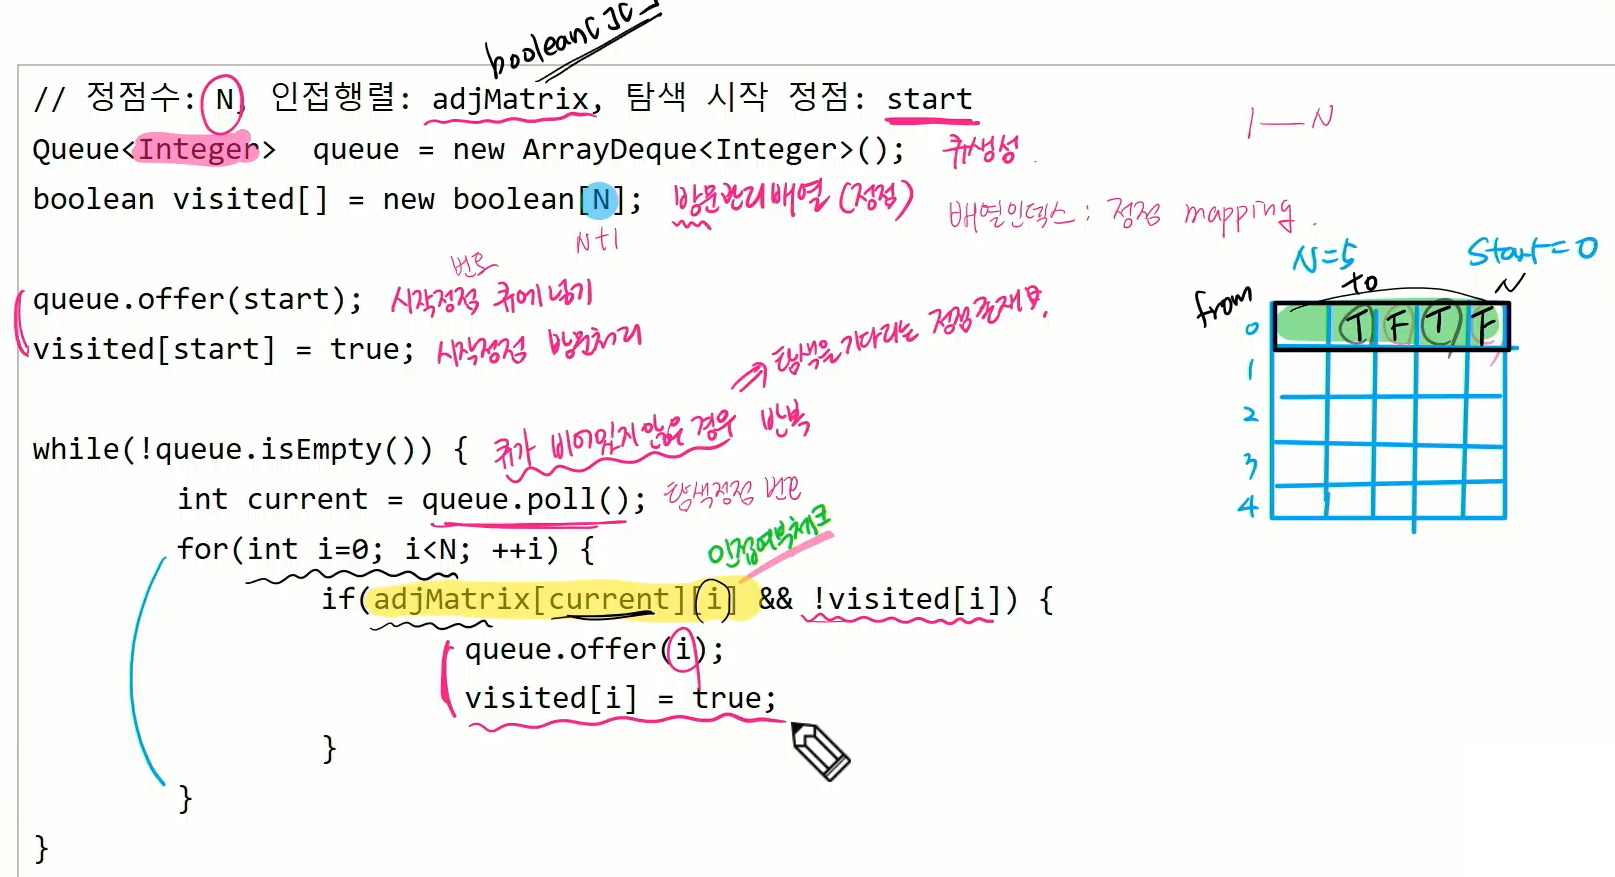 boolean[][]
// 정점수: N, 인접행렬: adjMatrix, 탐색 시작 정점: start
1 — N
Queue<Integer>  queue = new ArrayDeque<Integer>(); 큐생성
boolean visited[] = new boolean[N]; 방문관리배열 (정점)
N+1
배열인덱스 : 정점 mapping.
N=5
Start=0
번호
queue.offer(start); 시작정점 큐에 넣기
visited[start] = true; 시작정점 방문처리
from
to
N
0 T F T F
1
2
3
4
⇒ 탐색을 기다리는 정점 존재
while(!queue.isEmpty()) { 큐가 비어있지 않은 경우 반복
int current = queue.poll(); 탐색정점 번호
for(int i=0; i<N; ++i) {
인접여부체크
if(adjMatrix[current][i] && !visited[i]) {
queue.offer(i);
visited[i] = true;
}
}
}